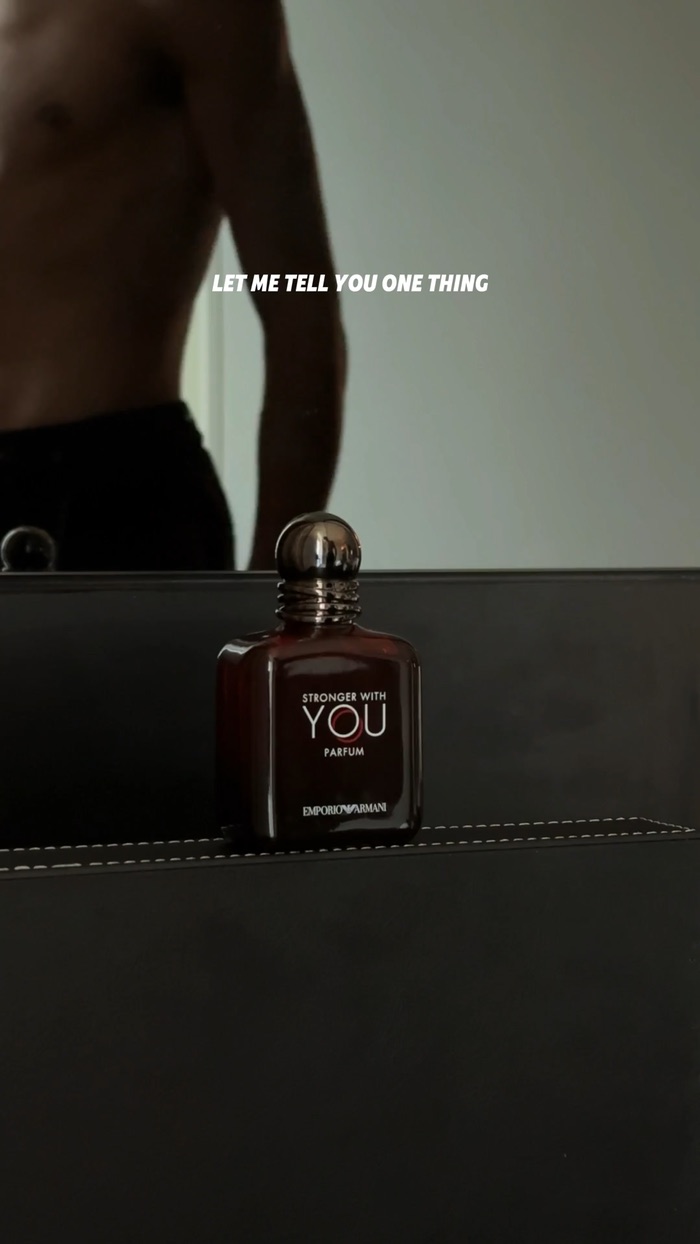 LET ME TELL YOU ONE THING
STRONGER WITH
YOU
PARFUM
EMPORIO ARMANI